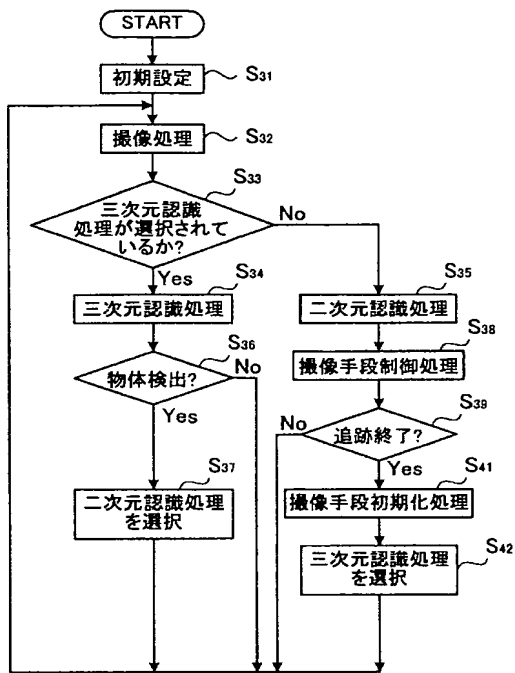 START
初期設定
S31
撮像処理
S32
S33
三次元認識
処理が選択されて
いるか?
No
Yes
S34
三次元認識処理
S35
二次元認識処理
S36
物体検出?
No
Yes
S38
撮像手段制御処理
S39
追跡終了?
No
Yes
S37
二次元認識処理
を選択
S41
撮像手段初期化処理
S42
三次元認識処理
を選択